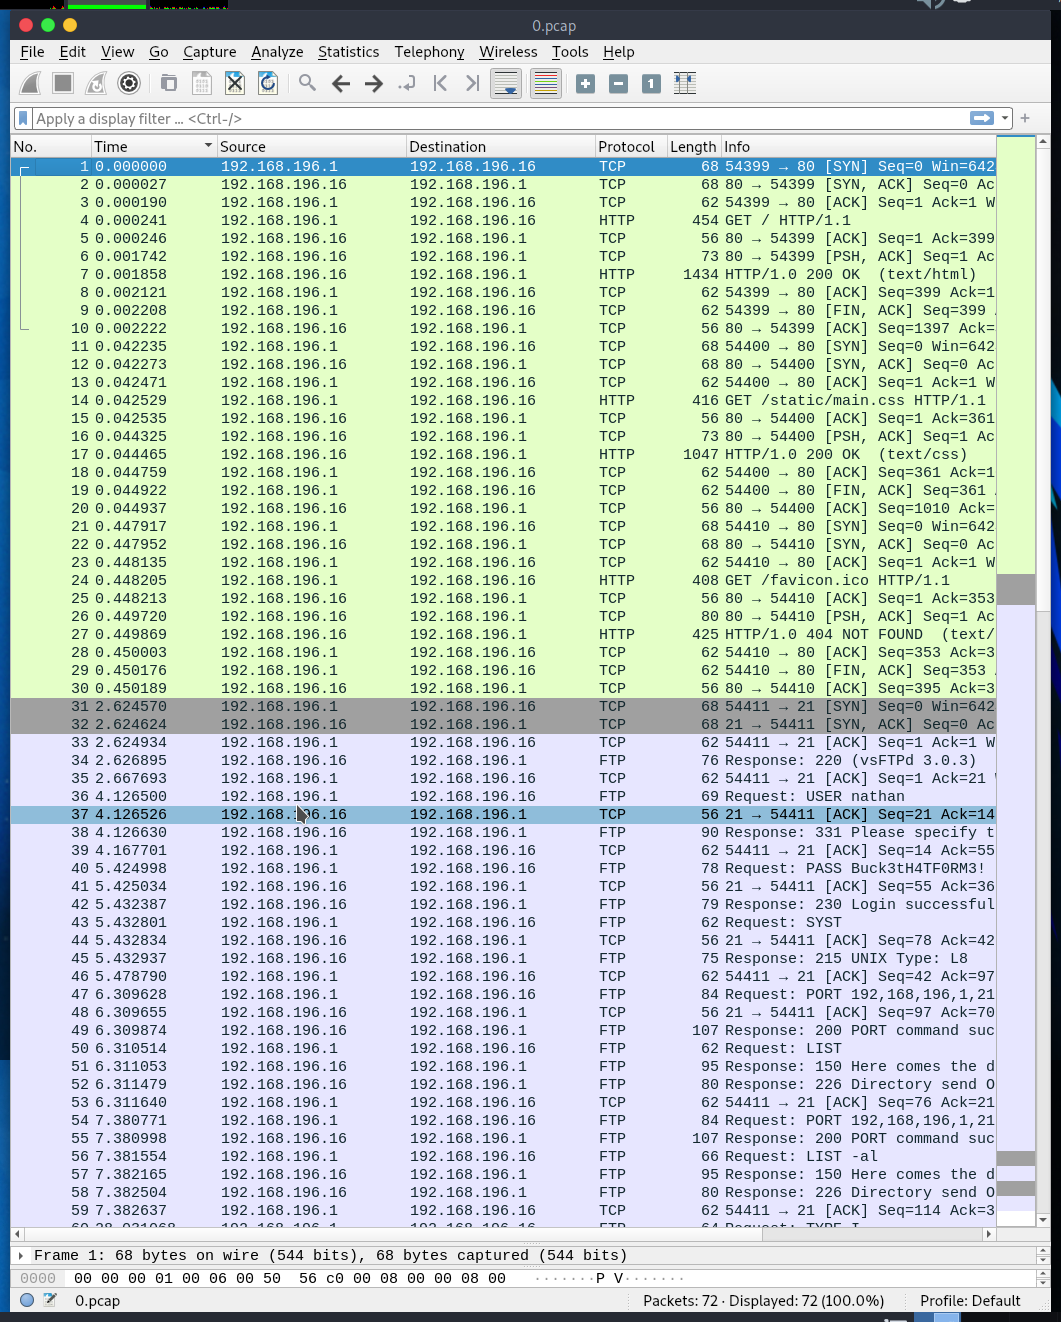 0.pcap
File Edit View Go Capture Analyze Statistics Telephony Wireless Tools Help
Apply a display filter ... <Ctrl-/>
No. Time Source Destination Protocol Length Info
1 0.000000 192.168.196.1 192.168.196.16 TCP 68 54399 → 80 [SYN] Seq=0 Win=642
2 0.000027 192.168.196.16 192.168.196.1 TCP 68 80 → 54399 [SYN, ACK] Seq=0 Ac
3 0.000190 192.168.196.1 192.168.196.16 TCP 62 54399 → 80 [ACK] Seq=1 Ack=1 W
4 0.000241 192.168.196.1 192.168.196.16 HTTP 454 GET / HTTP/1.1
5 0.000246 192.168.196.16 192.168.196.1 TCP 56 80 → 54399 [ACK] Seq=1 Ack=399
6 0.001742 192.168.196.16 192.168.196.1 TCP 73 80 → 54399 [PSH, ACK] Seq=1 Ac
7 0.001858 192.168.196.16 192.168.196.1 HTTP 1434 HTTP/1.0 200 OK (text/html)
8 0.002121 192.168.196.1 192.168.196.16 TCP 62 54399 → 80 [ACK] Seq=399 Ack=1
9 0.002208 192.168.196.1 192.168.196.16 TCP 62 54399 → 80 [FIN, ACK] Seq=399
10 0.002222 192.168.196.16 192.168.196.1 TCP 56 80 → 54399 [ACK] Seq=1397 Ack=
11 0.042235 192.168.196.1 192.168.196.16 TCP 68 54400 → 80 [SYN] Seq=0 Win=642
12 0.042273 192.168.196.16 192.168.196.1 TCP 68 80 → 54400 [SYN, ACK] Seq=0 Ac
13 0.042471 192.168.196.1 192.168.196.16 TCP 62 54400 → 80 [ACK] Seq=1 Ack=1 W
14 0.042529 192.168.196.1 192.168.196.16 HTTP 416 GET /static/main.css HTTP/1.1
15 0.042535 192.168.196.16 192.168.196.1 TCP 56 80 → 54400 [ACK] Seq=1 Ack=361
16 0.044325 192.168.196.16 192.168.196.1 TCP 73 80 → 54400 [PSH, ACK] Seq=1 Ac
17 0.044465 192.168.196.16 192.168.196.1 HTTP 1047 HTTP/1.0 200 OK (text/css)
18 0.044759 192.168.196.1 192.168.196.16 TCP 62 54400 → 80 [ACK] Seq=361 Ack=1
19 0.044922 192.168.196.1 192.168.196.16 TCP 62 54400 → 80 [FIN, ACK] Seq=361
20 0.044937 192.168.196.16 192.168.196.1 TCP 56 80 → 54400 [ACK] Seq=1010 Ack=
21 0.447917 192.168.196.1 192.168.196.16 TCP 68 54410 → 80 [SYN] Seq=0 Win=642
22 0.447952 192.168.196.16 192.168.196.1 TCP 68 80 → 54410 [SYN, ACK] Seq=0 Ac
23 0.448135 192.168.196.1 192.168.196.16 TCP 62 54410 → 80 [ACK] Seq=1 Ack=1 W
24 0.448205 192.168.196.1 192.168.196.16 HTTP 408 GET /favicon.ico HTTP/1.1
25 0.448213 192.168.196.16 192.168.196.1 TCP 56 80 → 54410 [ACK] Seq=1 Ack=353
26 0.449720 192.168.196.16 192.168.196.1 TCP 80 80 → 54410 [PSH, ACK] Seq=1 Ac
27 0.449869 192.168.196.16 192.168.196.1 HTTP 425 HTTP/1.0 404 NOT FOUND (text/
28 0.450003 192.168.196.1 192.168.196.16 TCP 62 54410 → 80 [ACK] Seq=353 Ack=3
29 0.450176 192.168.196.1 192.168.196.16 TCP 62 54410 → 80 [FIN, ACK] Seq=353
30 0.450189 192.168.196.16 192.168.196.1 TCP 56 80 → 54410 [ACK] Seq=395 Ack=3
31 2.624570 192.168.196.1 192.168.196.16 TCP 68 54411 → 21 [SYN] Seq=0 Win=642
32 2.624624 192.168.196.16 192.168.196.1 TCP 68 21 → 54411 [SYN, ACK] Seq=0 Ac
33 2.624934 192.168.196.1 192.168.196.16 TCP 62 54411 → 21 [ACK] Seq=1 Ack=1 W
34 2.626895 192.168.196.16 192.168.196.1 FTP 76 Response: 220 (vsFTPd 3.0.3)
35 2.667693 192.168.196.1 192.168.196.16 TCP 62 54411 → 21 [ACK] Seq=1 Ack=21
36 4.126500 192.168.196.1 192.168.196.16 FTP 69 Request: USER nathan
37 4.126526 192.168.196.16 192.168.196.1 TCP 56 21 → 54411 [ACK] Seq=21 Ack=14
38 4.126630 192.168.196.16 192.168.196.1 FTP 90 Response: 331 Please specify t
39 4.167701 192.168.196.1 192.168.196.16 TCP 62 54411 → 21 [ACK] Seq=14 Ack=55
40 5.424998 192.168.196.1 192.168.196.16 FTP 78 Request: PASS Buck3tH4TF0RM3!
41 5.425034 192.168.196.16 192.168.196.1 TCP 56 21 → 54411 [ACK] Seq=55 Ack=36
42 5.432387 192.168.196.16 192.168.196.1 FTP 79 Response: 230 Login successful
43 5.432801 192.168.196.1 192.168.196.16 FTP 62 Request: SYST
44 5.432834 192.168.196.16 192.168.196.1 TCP 56 21 → 54411 [ACK] Seq=78 Ack=42
45 5.432937 192.168.196.16 192.168.196.1 FTP 75 Response: 215 UNIX Type: L8
46 5.478790 192.168.196.1 192.168.196.16 TCP 62 54411 → 21 [ACK] Seq=42 Ack=97
47 6.309628 192.168.196.1 192.168.196.16 FTP 84 Request: PORT 192,168,196,1,21
48 6.309655 192.168.196.16 192.168.196.1 TCP 56 21 → 54411 [ACK] Seq=97 Ack=70
49 6.309874 192.168.196.16 192.168.196.1 FTP 107 Response: 200 PORT command suc
50 6.310514 192.168.196.1 192.168.196.16 FTP 62 Request: LIST
51 6.311053 192.168.196.16 192.168.196.1 FTP 95 Response: 150 Here comes the d
52 6.311479 192.168.196.16 192.168.196.1 FTP 80 Response: 226 Directory send O
53 6.311640 192.168.196.1 192.168.196.16 TCP 62 54411 → 21 [ACK] Seq=76 Ack=21
54 7.380771 192.168.196.1 192.168.196.16 FTP 84 Request: PORT 192,168,196,1,21
55 7.380998 192.168.196.16 192.168.196.1 FTP 107 Response: 200 PORT command suc
56 7.381554 192.168.196.1 192.168.196.16 FTP 66 Request: LIST -al
57 7.382165 192.168.196.16 192.168.196.1 FTP 95 Response: 150 Here comes the d
58 7.382504 192.168.196.16 192.168.196.1 FTP 80 Response: 226 Directory send O
59 7.382637 192.168.196.1 192.168.196.16 TCP 62 54411 → 21 [ACK] Seq=114 Ack=3
Frame 1: 68 bytes on wire (544 bits), 68 bytes captured (544 bits)
0000 00 00 00 01 00 06 00 50 56 c0 00 08 00 00 08 00 ·······P V·······
0.pcap Packets: 72 · Displayed: 72 (100.0%) Profile: Default